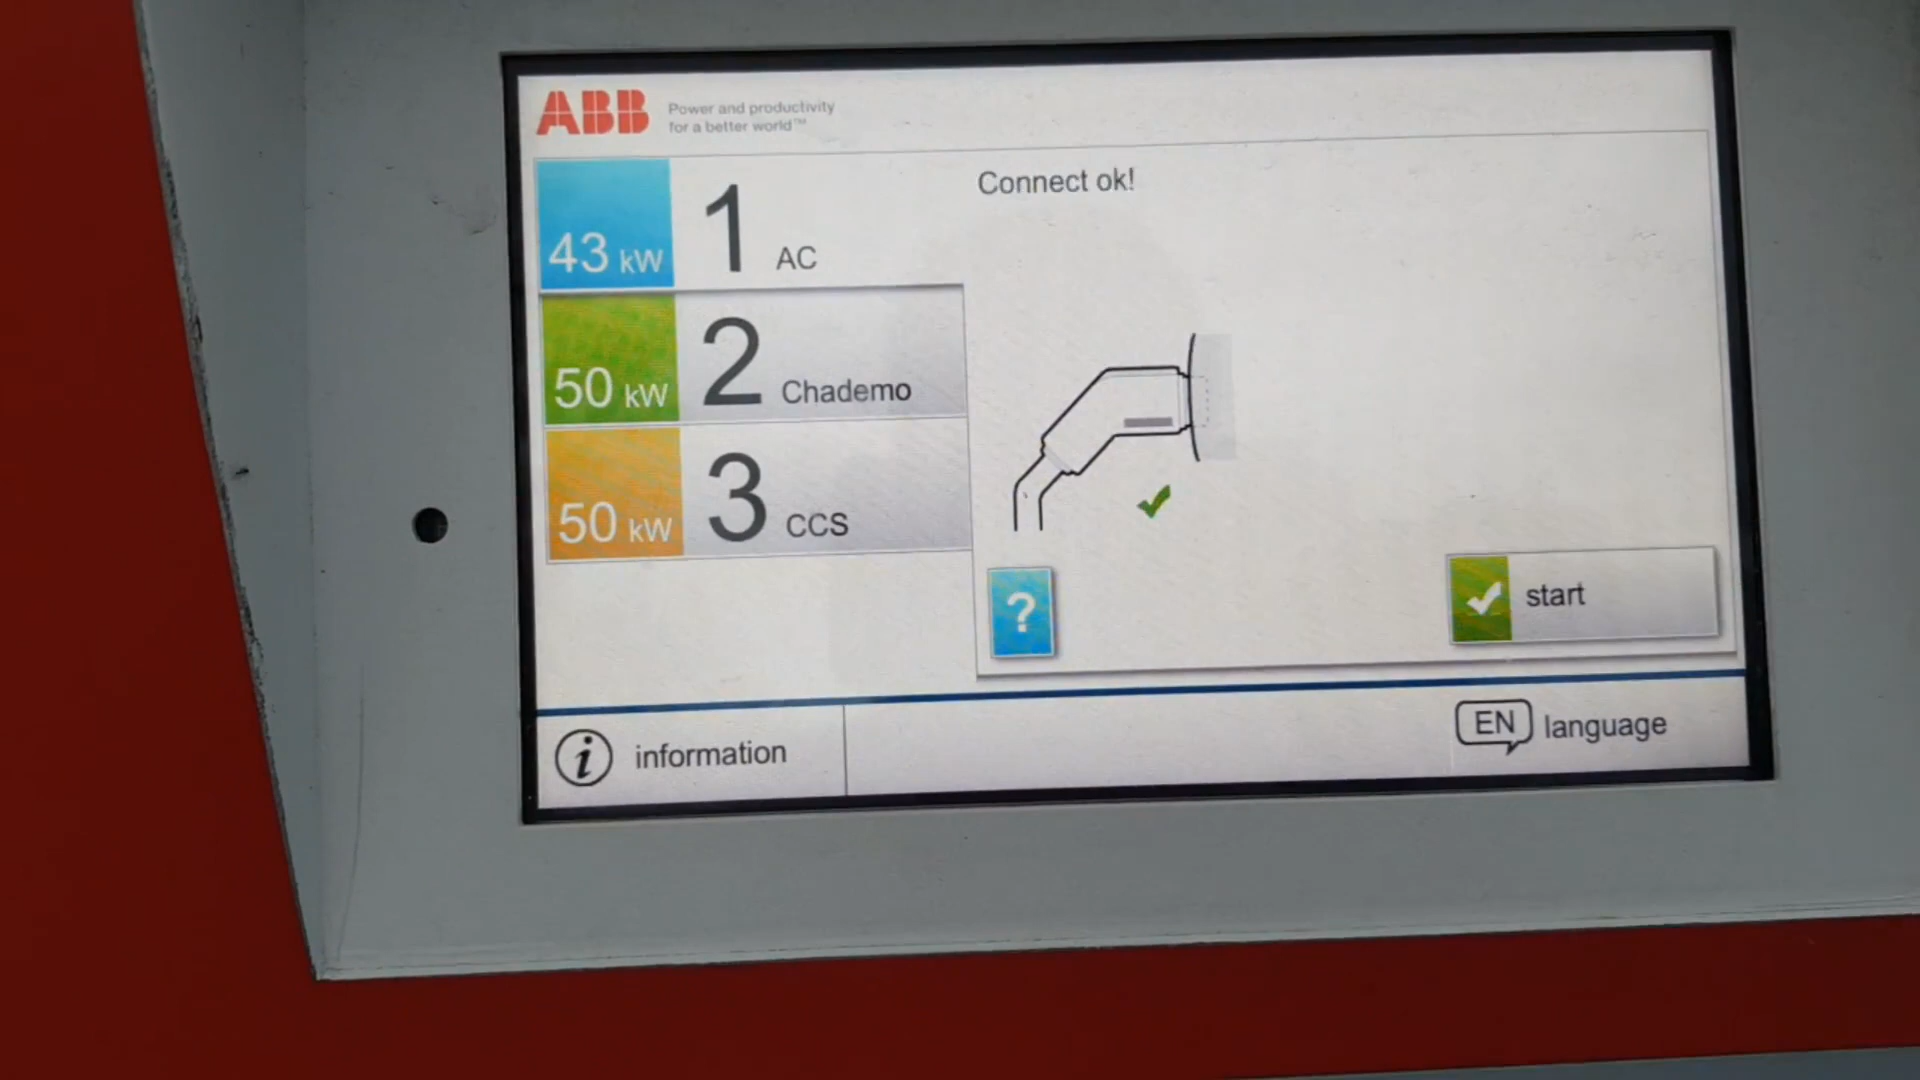 ABB
Power and productivity
for a better world™
43 kW 1 AC
50 kW 2 Chademo
50 kW 3 CCS
Connect ok!
?
start
i information
EN language